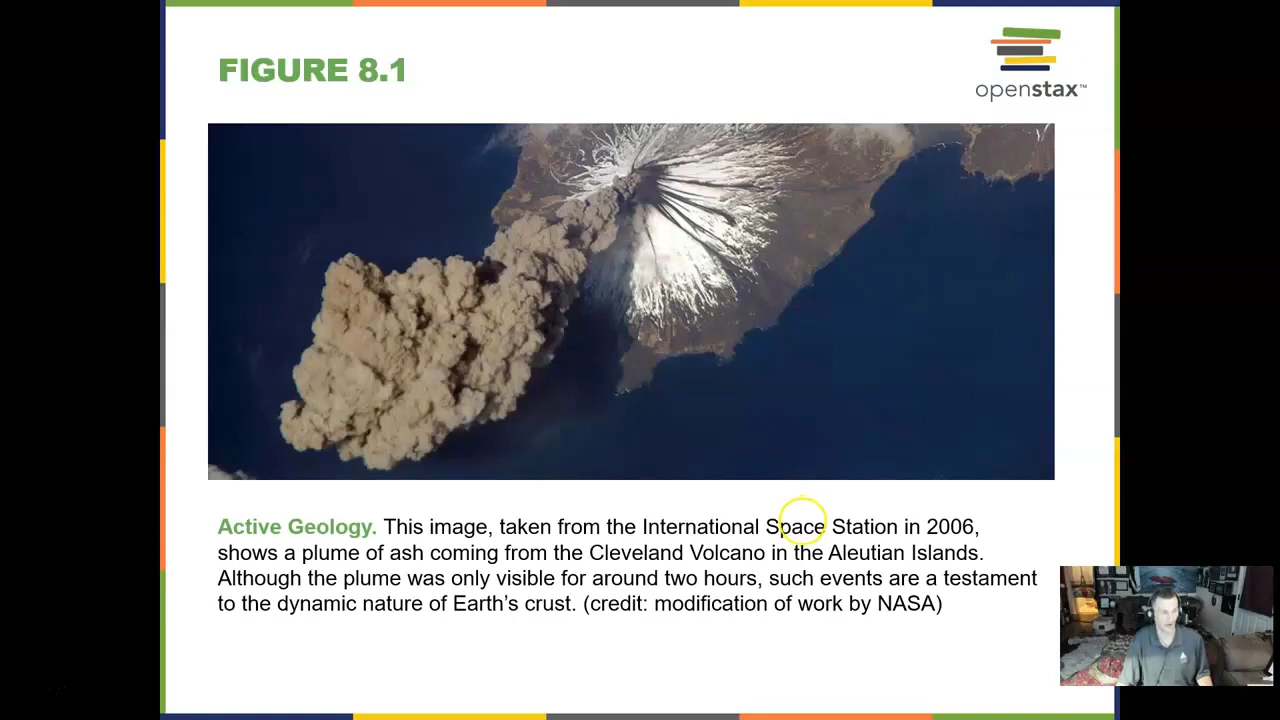 FIGURE 8.1
openstax™
Active Geology. This image, taken from the International Space Station in 2006,
shows a plume of ash coming from the Cleveland Volcano in the Aleutian Islands.
Although the plume was only visible for around two hours, such events are a testament
to the dynamic nature of Earth's crust. (credit: modification of work by NASA)